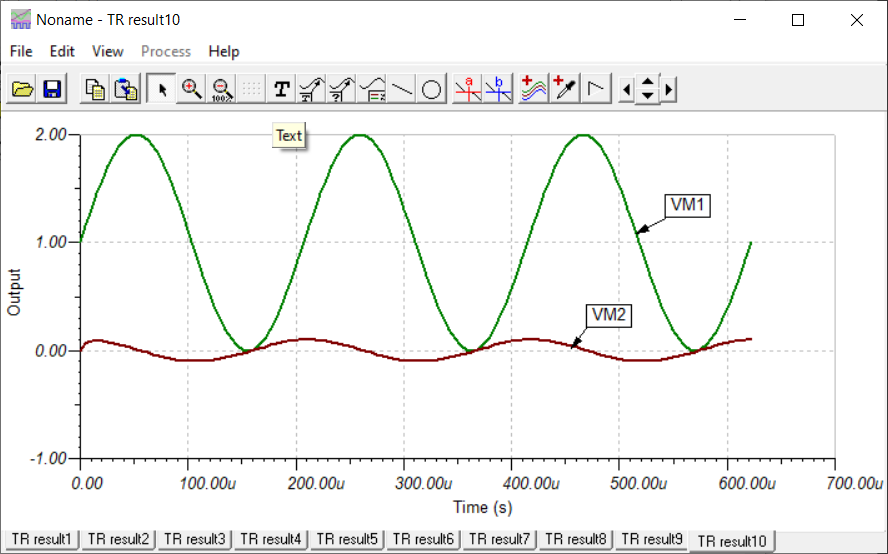 Noname - TR result10
File Edit View Process Help
100% T T ? a b
Text
2.00
1.00
0.00
-1.00
Output
VM1
VM2
0.00 100.00u 200.00u 300.00u 400.00u 500.00u 600.00u 700.00u
Time (s)
TR result1 TR result2 TR result3 TR result4 TR result5 TR result6 TR result7 TR result8 TR result9 TR result10